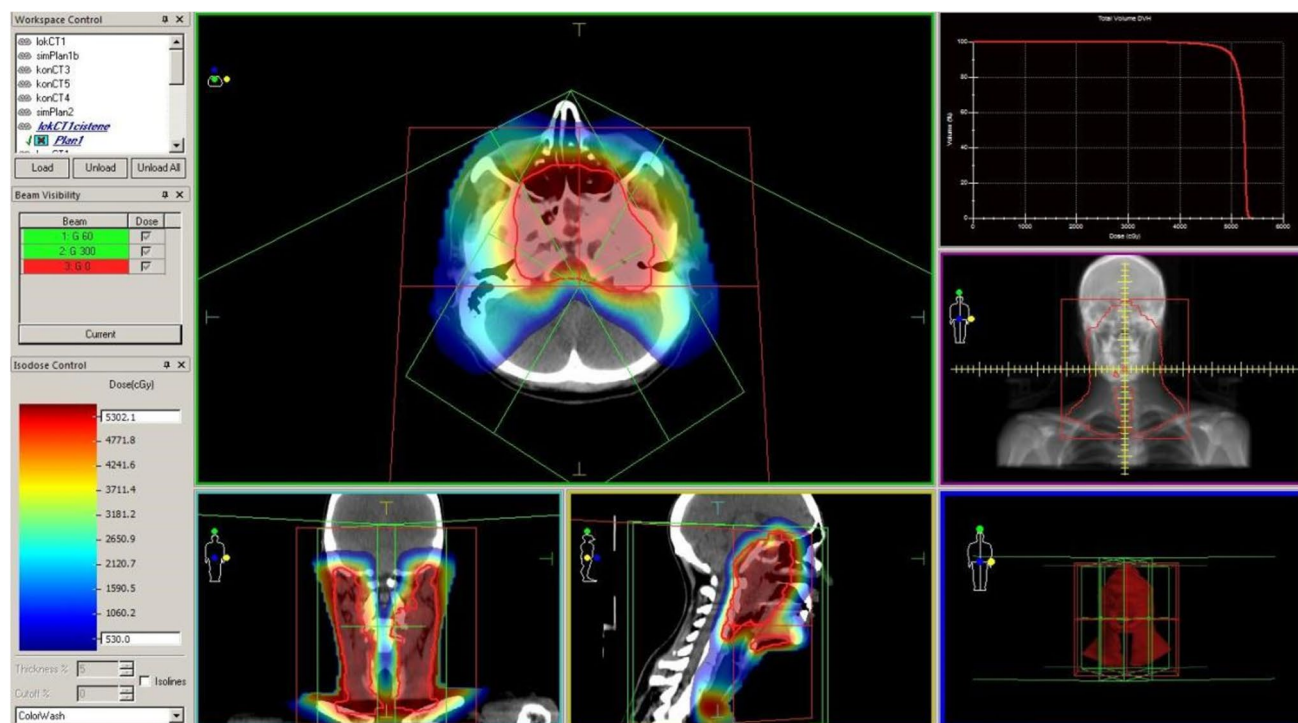 Workspace Control
lokCT1
simPlan1b
konCT3
konCT5
konCT4
simPlan2
lokCT1cistene
Plan1
Load Unload Unload All
Beam Visibility
Beam Dose
1: G 60
2: G 300
3: G 0
Current
Isodose Control
Dose(cGy)
5302.1
4771.8
4241.6
3711.4
3181.2
2650.9
2120.7
1590.5
1060.2
530.0
Thickness % 5
Isolines
Cutoff % 0
ColorWash
Total Volume DVH
Volume (%)
100
80
60
40
20
0
0 1000 2000 3000 4000 5000 6000
Dose (cGy)